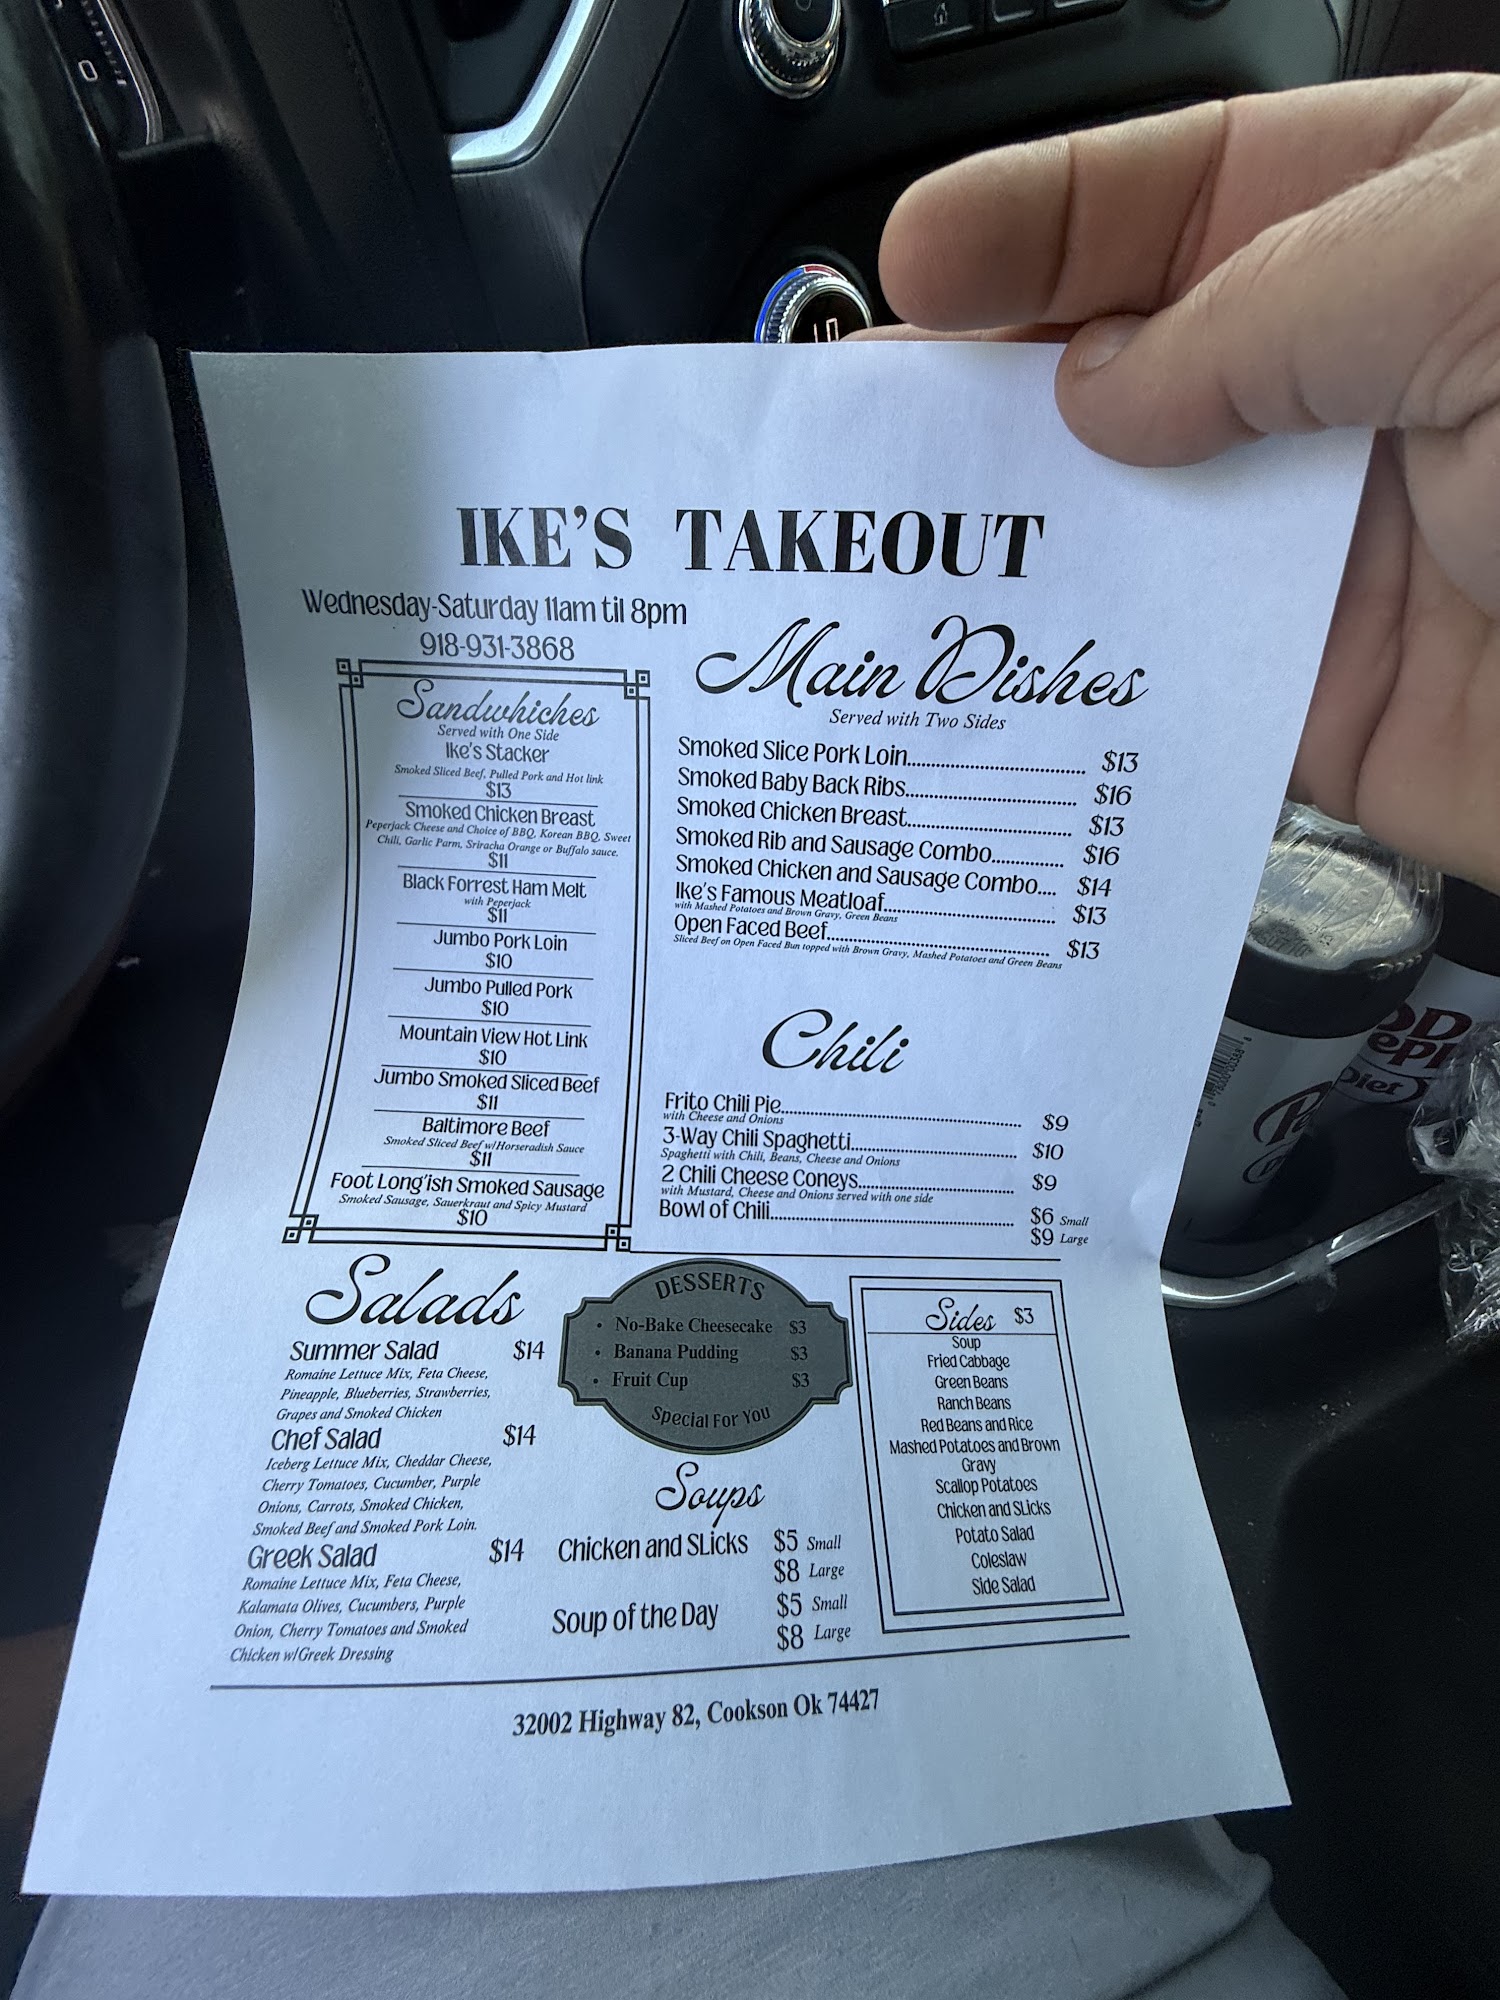 IKE'S TAKEOUT
Wednesday-Saturday 11am til 8pm
918-931-3868
Sandwhiches
Served with One Side
Ike's Stacker
Smoked Sliced Beef, Pulled Pork and Hot link
$13
Smoked Chicken Breast
Peperjack Cheese and Choice of BBQ, Korean BBQ, Sweet
Chili, Garlic Parm, Sriracha Orange or Buffalo sauce.
$11
Black Forrest Ham Melt
with Peperjack
$11
Jumbo Pork Loin
$10
Jumbo Pulled Pork
$10
Mountain View Hot Link
$10
Jumbo Smoked Sliced Beef
$11
Baltimore Beef
Smoked Sliced Beef w/Horseradish Sauce
$11
Foot Long'ish Smoked Sausage
Smoked Sausage, Sauerkraut and Spicy Mustard
$10
Main Dishes
Served with Two Sides
Smoked Slice Pork Loin................................. $13
Smoked Baby Back Ribs................................ $16
Smoked Chicken Breast............................... $13
Smoked Rib and Sausage Combo............. $16
Smoked Chicken and Sausage Combo.... $14
Ike's Famous Meatloaf................................. $13
with Mashed Potatoes and Brown Gravy, Green Beans
Open Faced Beef.......................................... $13
Sliced Beef on Open Faced Bun topped with Brown Gravy, Mashed Potatoes and Green Beans
Chili
Frito Chili Pie............................................. $9
with Cheese and Onions
3-Way Chili Spaghetti................................ $10
Spaghetti with Chili, Beans, Cheese and Onions
2 Chili Cheese Coneys.............................. $9
with Mustard, Cheese and Onions served with one side
Bowl of Chili.............................................. $6 Small
$9 Large
Salads
Summer Salad $14
Romaine Lettuce Mix, Feta Cheese,
Pineapple, Blueberries, Strawberries,
Grapes and Smoked Chicken
Chef Salad $14
Iceberg Lettuce Mix, Cheddar Cheese,
Cherry Tomatoes, Cucumber, Purple
Onions, Carrots, Smoked Chicken,
Smoked Beef and Smoked Pork Loin.
Greek Salad $14
Romaine Lettuce Mix, Feta Cheese,
Kalamata Olives, Cucumbers, Purple
Onion, Cherry Tomatoes and Smoked
Chicken w/Greek Dressing
DESSERTS
• No-Bake Cheesecake $3
• Banana Pudding $3
• Fruit Cup $3
Special For You
Soups
Chicken and SLicks $5 Small
$8 Large
Soup of the Day $5 Small
$8 Large
Sides $3
Soup
Fried Cabbage
Green Beans
Ranch Beans
Red Beans and Rice
Mashed Potatoes and Brown
Gravy
Scallop Potatoes
Chicken and SLicks
Potato Salad
Coleslaw
Side Salad
32002 Highway 82, Cookson Ok 74427
Diet